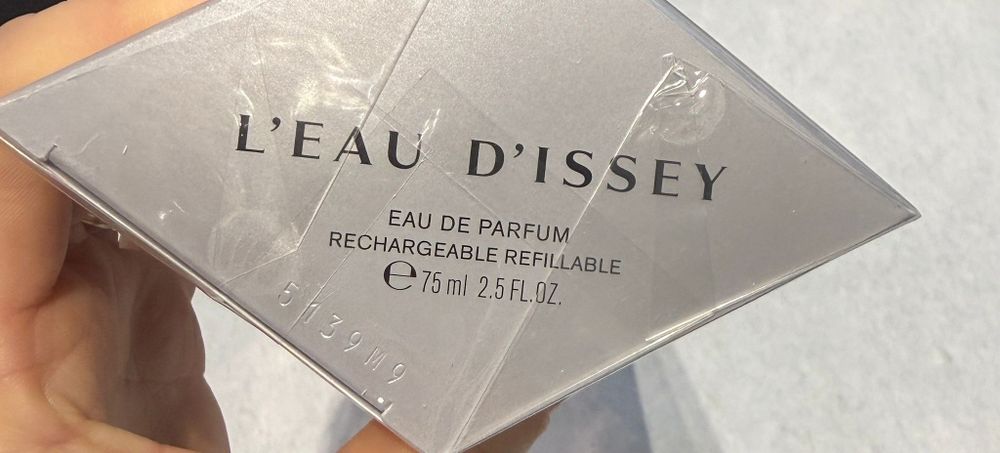 L'EAU D'ISSEY
EAU DE PARFUM
RECHARGEABLE REFILLABLE
℮ 75 ml 2.5 FL.OZ.
5139M9